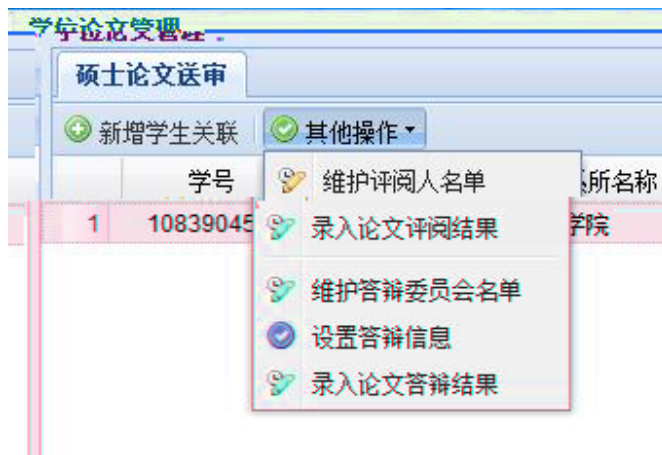 学位论文管理
硕士论文送审
新增学生关联 其他操作
学号 所名称
维护评阅人名单
1 10839045 学院
录入论文评阅结果
维护答辩委员会名单
设置答辩信息
录入论文答辩结果